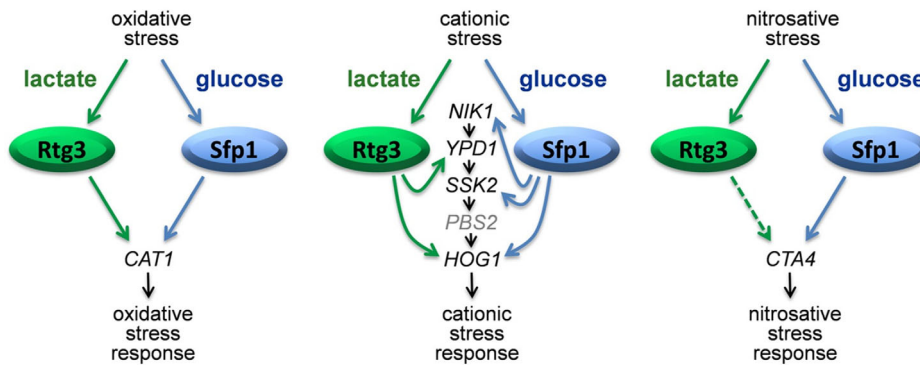 oxidative
stress
lactate
glucose
Rtg3
Sfp1
CAT1
oxidative
stress
response
cationic
stress
lactate
glucose
NIK1
Rtg3
YPD1
Sfp1
SSK2
PBS2
HOG1
cationic
stress
response
nitrosative
stress
lactate
glucose
Rtg3
Sfp1
CTA4
nitrosative
stress
response